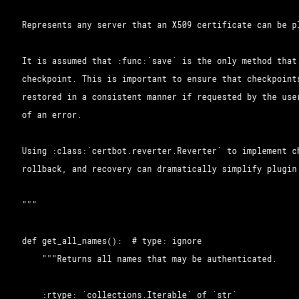 Represents any server that an X509 certificate can be
It is assumed that :func:`save` is the only method that
checkpoint. This is important to ensure that checkpoints
restored in a consistent manner if requested by the user
of an error.
Using :class:`certbot.reverter.Reverter` to implement
rollback, and recovery can dramatically simplify plugin
"""
def get_all_names():  # type: ignore
"""Returns all names that may be authenticated.
:rtype: `collections.Iterable` of `str`